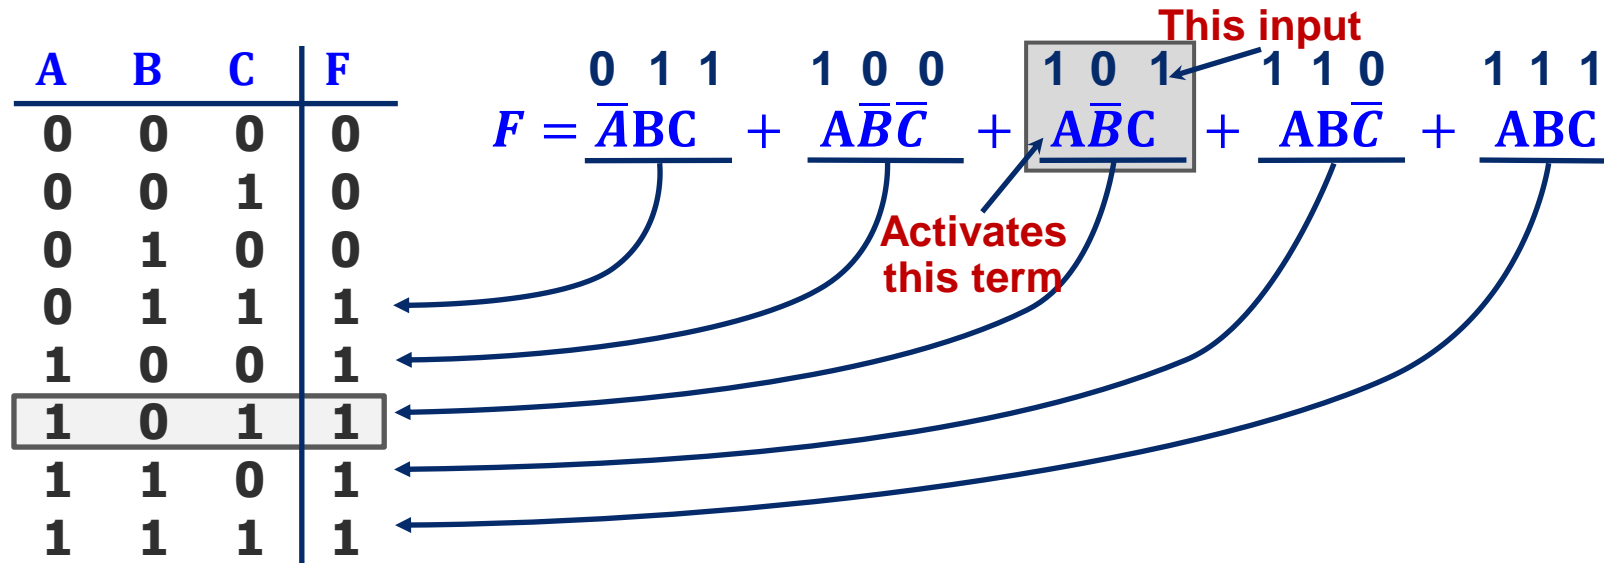 This input
A B C F
0 1 1 1 0 0 1 0 1 1 1 0 1 1 1
F = A̅BC + AB̅C̅ + AB̅C + ABC̅ + ABC
0 0 0 0
0 0 1 0
0 1 0 0
0 1 1 1
1 0 0 1
1 0 1 1
1 1 0 1
1 1 1 1
Activates
this term